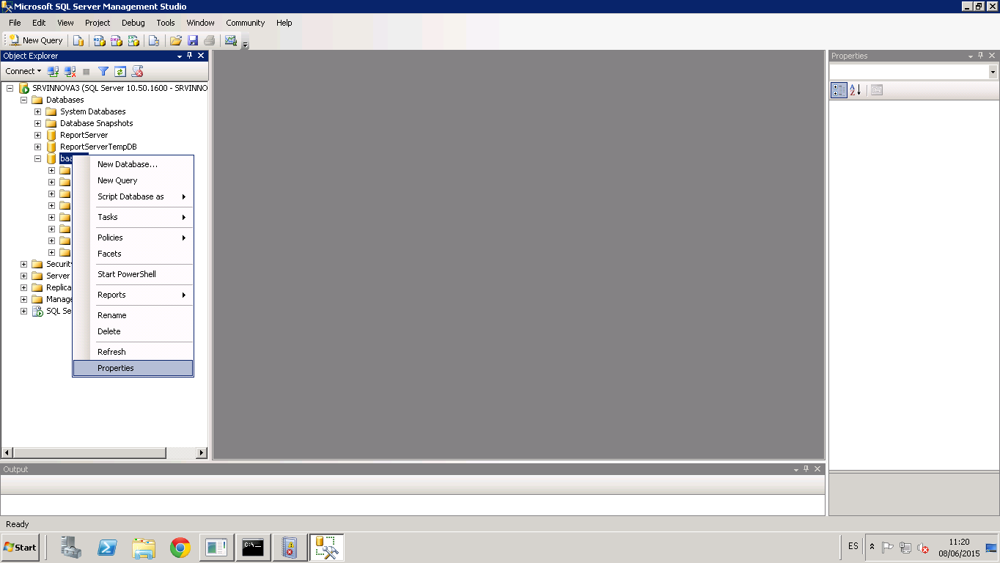 Microsoft SQL Server Management Studio
File Edit View Project Debug Tools Window Community Help
New Query
Object Explorer
Connect
SRVINNOVA3 (SQL Server 10.50.1600 - SRVINNO
Databases
System Databases
Database Snapshots
ReportServer
ReportServerTempDB
baa
New Database...
New Query
Script Database as
Tasks
Policies
Facets
Start PowerShell
Reports
Rename
Delete
Refresh
Properties
Security
Server
Replica
Manage
SQL Se
Properties
Output
Ready
Start
C:\
ES
11:20
08/06/2015